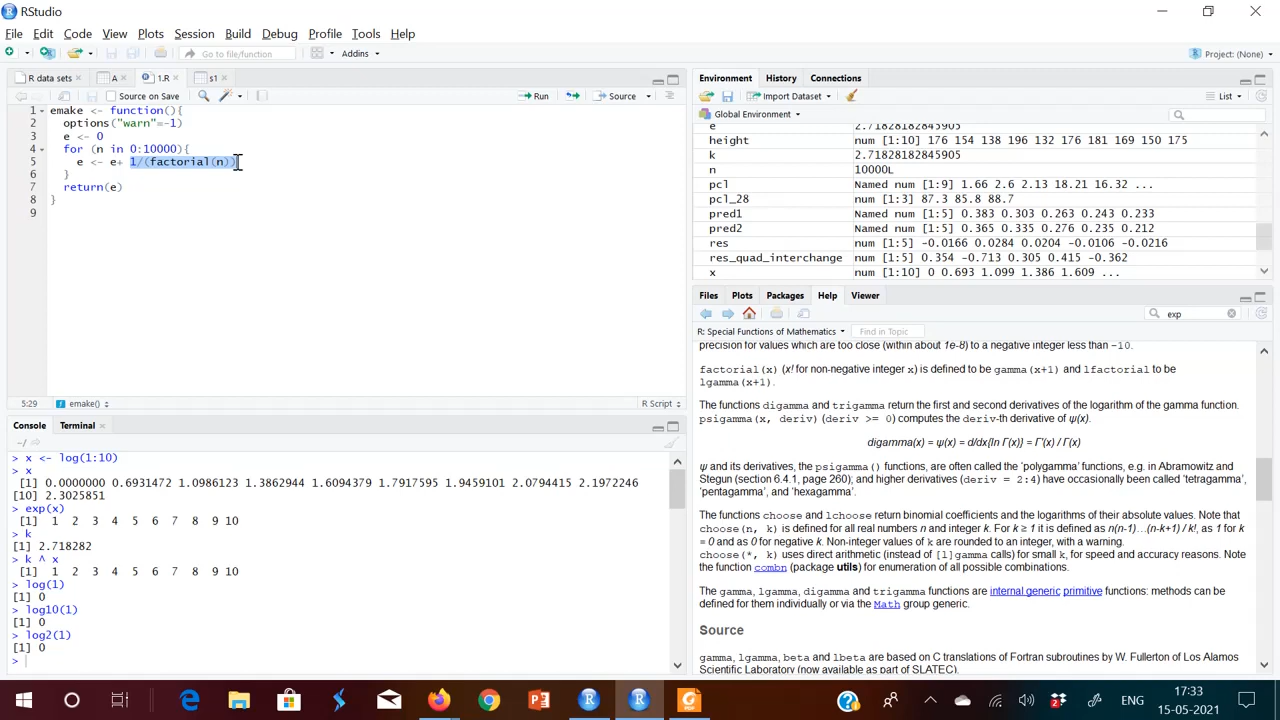 RStudio
File Edit Code View Plots Session Build Debug Profile Tools Help
Go to file/function Addins Project: (None)
R data sets A 1.R s1
Source on Save Run Source
1 emake <- function(){
2 options("warn"=-1)
3 e <- 0
4 for (n in 0:10000){
5 e <- e+ 1/(factorial(n))
6 }
7 return(e)
8 }
9
5:29 emake() R Script
Console Terminal
~/
> x <- log(1:10)
> x
[1] 0.0000000 0.6931472 1.0986123 1.3862944 1.6094379 1.7917595 1.9459101 2.0794415 2.1972246
[10] 2.3025851
> exp(x)
[1] 1 2 3 4 5 6 7 8 9 10
> k
[1] 2.718282
> k ^ x
[1] 1 2 3 4 5 6 7 8 9 10
> log(1)
[1] 0
> log10(1)
[1] 0
> log2(1)
[1] 0
>
Environment History Connections
Import Dataset List
Global Environment
e 2.71828182845905
height num [1:10] 176 154 138 196 132 176 181 169 150 175
k 2.71828182845905
n 10000L
pcl Named num [1:9] 1.66 2.6 2.13 18.21 16.32 ...
pcl_28 num [1:3] 87.3 85.8 88.7
pred1 Named num [1:5] 0.383 0.303 0.263 0.243 0.233
pred2 Named num [1:5] 0.365 0.335 0.276 0.235 0.212
res num [1:5] -0.0166 0.0284 0.0204 -0.0106 -0.0216
res_quad_interchange num [1:5] 0.354 -0.713 0.305 0.415 -0.362
x num [1:10] 0 0.693 1.099 1.386 1.609 ...
Files Plots Packages Help Viewer
exp
R: Special Functions of Mathematics Find in Topic
precision for values which are too close (within about 1e-8) to a negative integer less than -10.
factorial(x) (x! for non-negative integer x) is defined to be gamma(x+1) and lfactorial to be
lgamma(x+1).
The functions digamma and trigamma return the first and second derivatives of the logarithm of the gamma function.
psigamma(x, deriv) (deriv >= 0) computes the deriv-th derivative of ψ(x).
digamma(x) = ψ(x) = d/dx{ln Γ(x)} = Γ'(x) / Γ(x)
ψ and its derivatives, the psigamma() functions, are often called the ‘polygamma’ functions, e.g. in Abramowitz and
Stegun (section 6.4.1, page 260); and higher derivatives (deriv = 2:4) have occasionally been called ‘tetragamma’,
‘pentagamma’, and ‘hexagamma’.
The functions choose and lchoose return binomial coefficients and the logarithms of their absolute values. Note that
choose(n, k) is defined for all real numbers n and integer k. For k ≥ 1 it is defined as n(n-1)…(n-k+1) / k!, as 1 for k
= 0 and as 0 for negative k. Non-integer values of k are rounded to an integer, with a warning.
choose(*, k) uses direct arithmetic (instead of [l]gamma calls) for small k, for speed and accuracy reasons. Note
the function combn (package utils) for enumeration of all possible combinations.
The gamma, lgamma, digamma and trigamma functions are internal generic primitive functions: methods can be
defined for them individually or via the Math group generic.
Source
gamma, lgamma, beta and lbeta are based on C translations of Fortran subroutines by W. Fullerton of Los Alamos
Scientific Laboratory (now available as part of SLATEC).
ENG
17:33
15-05-2021